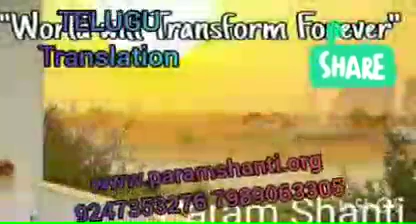 "World will Transform Forever"
TELUGU
Translation
SHARE
www.paramshanti.org
9247353276 7989063305
Param Shanti